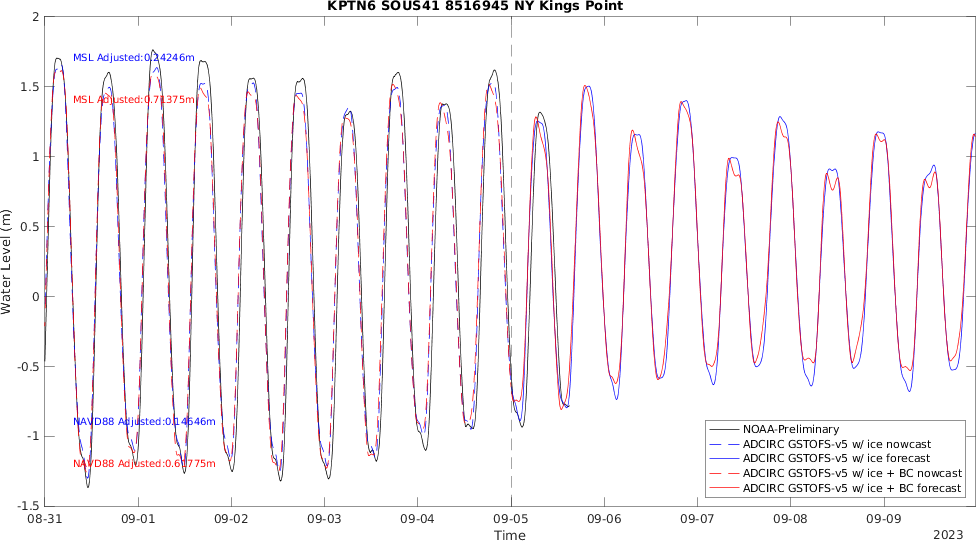 KPTN6 SOUS41 8516945 NY Kings Point
2
1.5
1
0.5
0
-0.5
-1
-1.5
Water Level (m)
MSL Adjusted:0.24246m
MSL Adjusted:0.71375m
NAVD88 Adjusted:0.14646m
NAVD88 Adjusted:0.61775m
NOAA-Preliminary
ADCIRC GSTOFS-v5 w/ ice nowcast
ADCIRC GSTOFS-v5 w/ ice forecast
ADCIRC GSTOFS-v5 w/ ice + BC nowcast
ADCIRC GSTOFS-v5 w/ ice + BC forecast
08-31 09-01 09-02 09-03 09-04 09-05 09-06 09-07 09-08 09-09
Time
2023